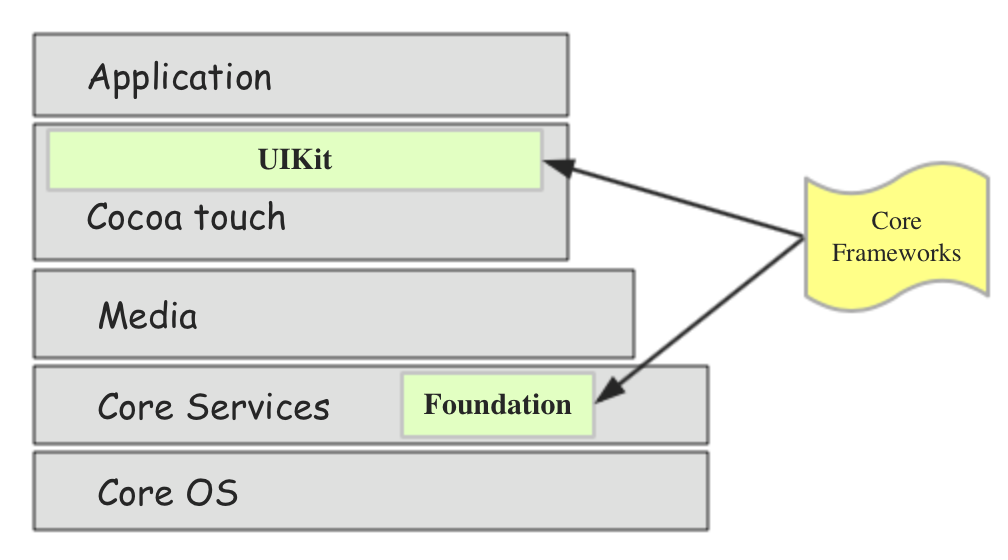 Application
UIKit
Cocoa touch
Core
Frameworks
Media
Core Services
Foundation
Core OS